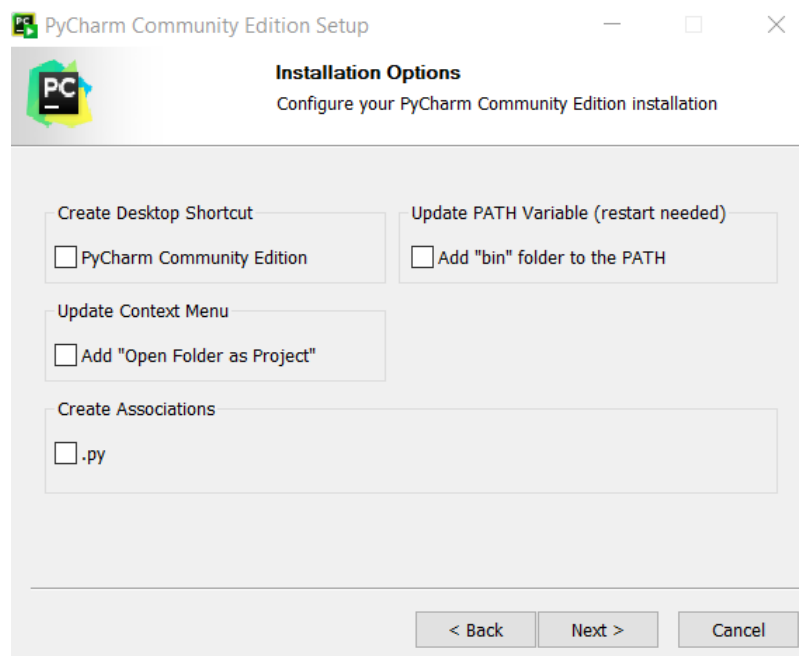 PyCharm Community Edition Setup
PC
Installation Options
Configure your PyCharm Community Edition installation
Create Desktop Shortcut
PyCharm Community Edition
Update PATH Variable (restart needed)
Add "bin" folder to the PATH
Update Context Menu
Add "Open Folder as Project"
Create Associations
.py
< Back
Next >
Cancel